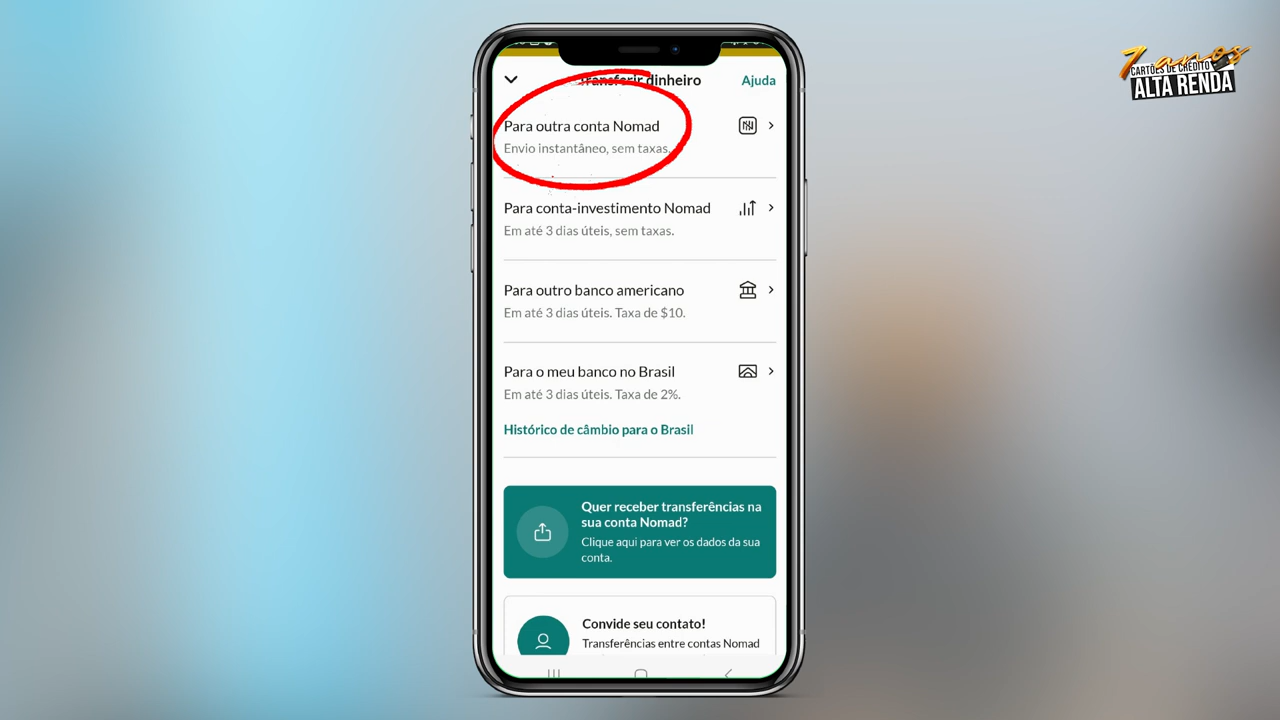 7 anos
CARTÕES DE CRÉDITO
ALTA RENDA
Transferir dinheiro
Ajuda
Para outra conta Nomad
Envio instantâneo, sem taxas.
Para conta-investimento Nomad
Em até 3 dias úteis, sem taxas.
Para outro banco americano
Em até 3 dias úteis. Taxa de $10.
Para o meu banco no Brasil
Em até 3 dias úteis. Taxa de 2%.
Histórico de câmbio para o Brasil
Quer receber transferências na
sua conta Nomad?
Clique aqui para ver os dados da sua
conta.
Convide seu contato!
Transferências entre contas Nomad